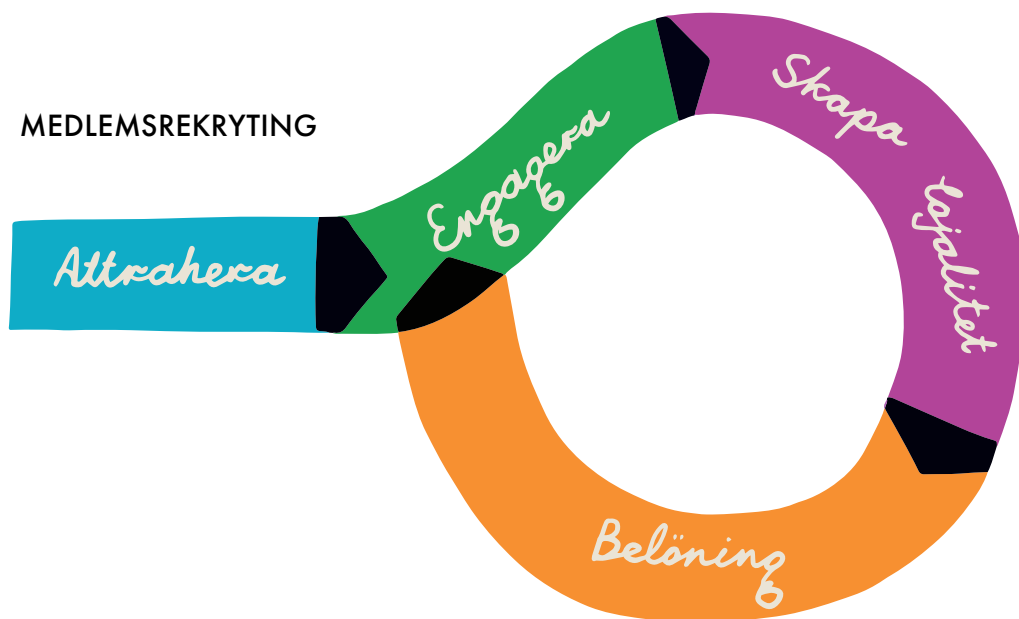 MEDLEMSREKRYTING
Attrahera
Engagera
Skapa
lojalitet
Belöning